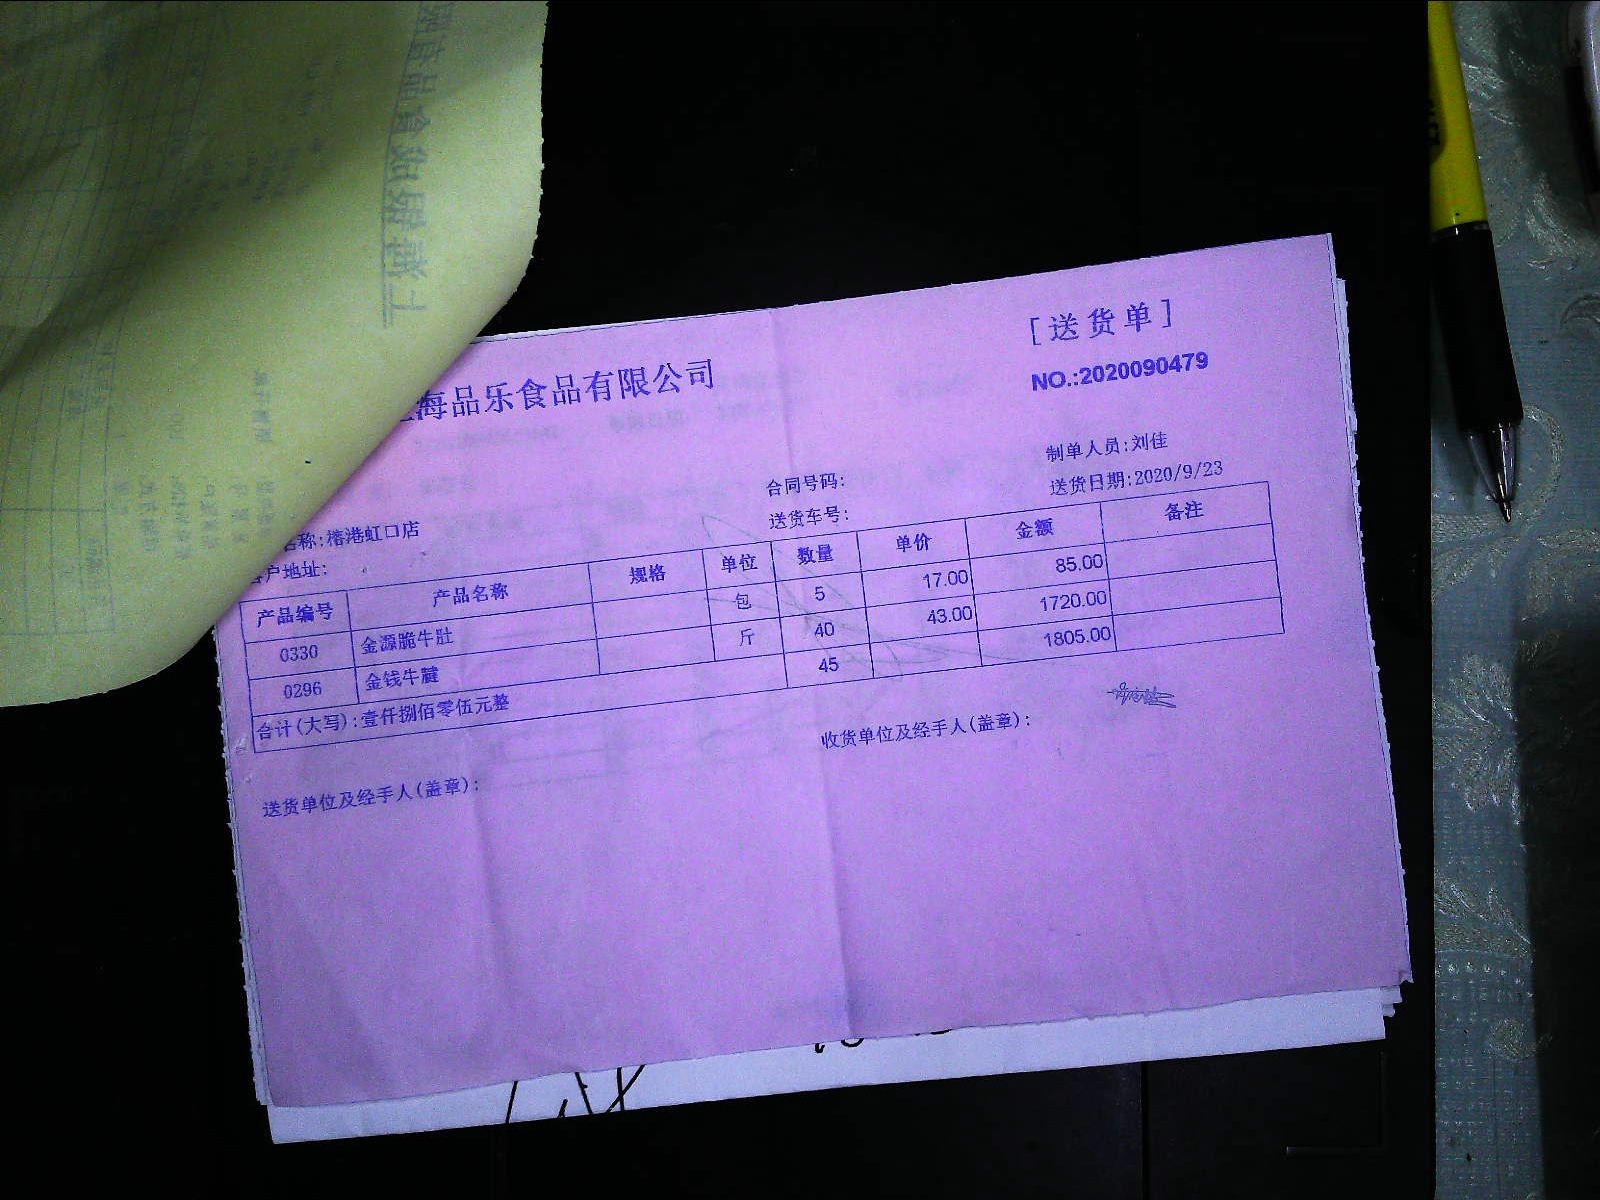 海品乐食品有限公司
[送货单]
NO.:2020090479
制单人员:刘佳
合同号码:
送货日期:2020/9/23
送货车号:
名称:椿港虹口店
户地址:
产品编号 产品名称 规格 单位 数量 单价 金额 备注
0330 金源脆牛肚 包 5 17.00 85.00
0296 金钱牛腱 斤 40 43.00 1720.00
合计(大写):壹仟捌佰零伍元整 45 1805.00
送货单位及经手人(盖章):
收货单位及经手人(盖章):